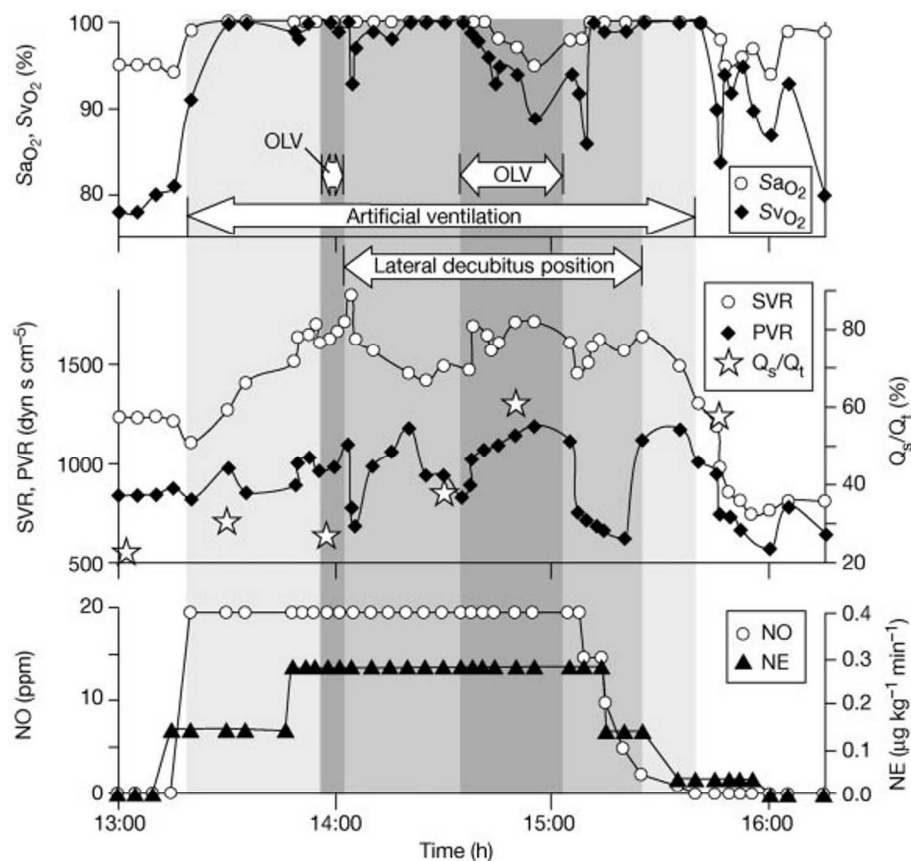 100
90
80
SaO2, SvO2 (%)
OLV
OLV
SaO2
SvO2
Artificial ventilation
Lateral decubitus position
1500
1000
500
SVR, PVR (dyn s cm–5)
SVR
PVR
Qs/Qt
80
60
40
20
Qs/Qt (%)
20
15
10
0
NO (ppm)
NO
NE
0.4
0.3
0.2
0.1
0.0
NE (µg kg–1 min–1)
13:00 14:00 15:00 16:00
Time (h)